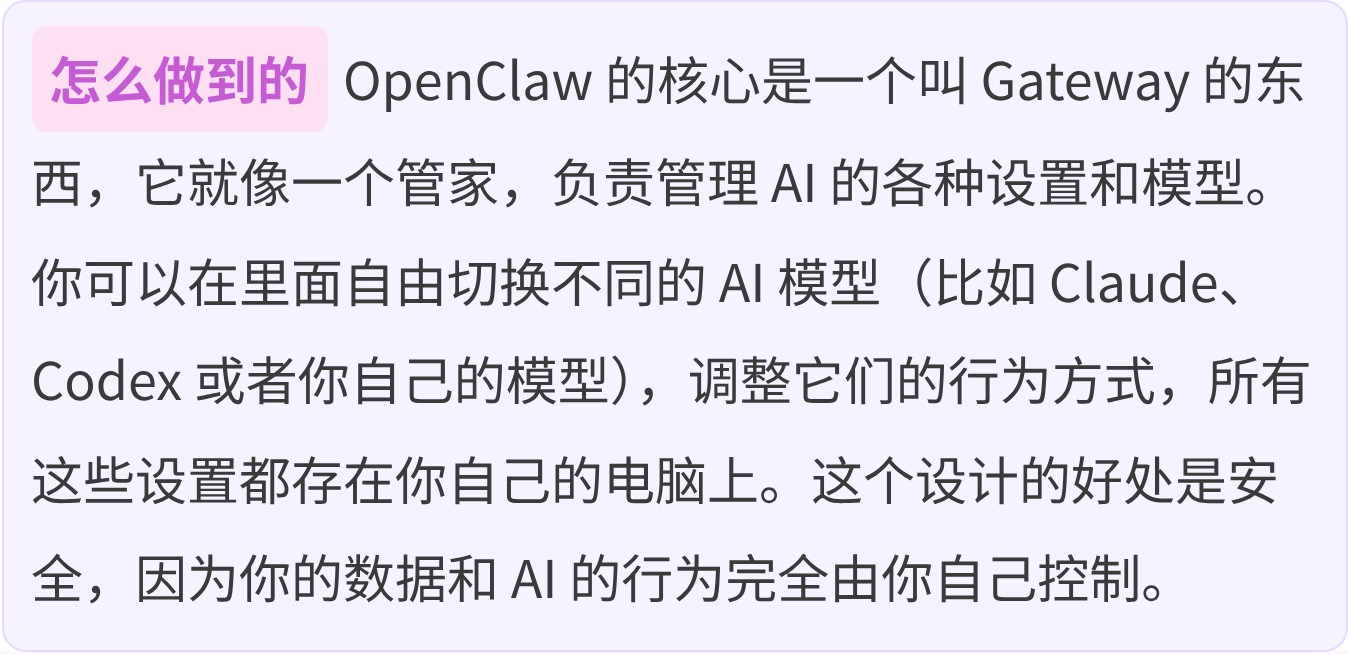 怎么做到的 OpenClaw 的核心是一个叫 Gateway 的东
西，它就像一个管家，负责管理 AI 的各种设置和模型。
你可以在里面自由切换不同的 AI 模型（比如 Claude、
Codex 或者你自己的模型），调整它们的行为方式，所有
这些设置都存在你自己的电脑上。这个设计的好处是安
全，因为你的数据和 AI 的行为完全由你自己控制。